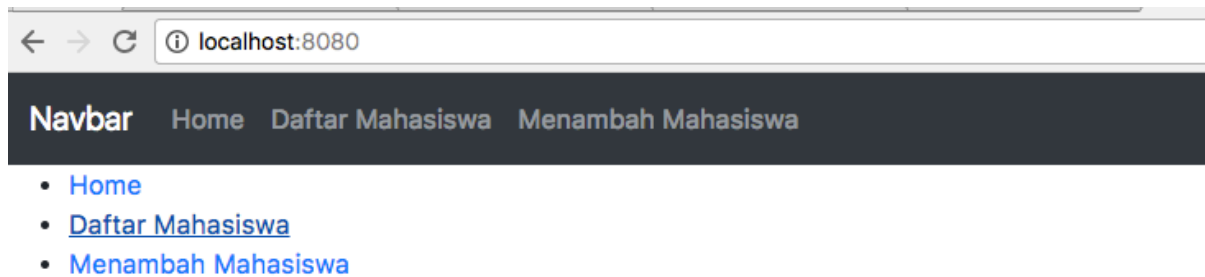 localhost:8080
Navbar Home Daftar Mahasiswa Menambah Mahasiswa
Home
Daftar Mahasiswa
Menambah Mahasiswa